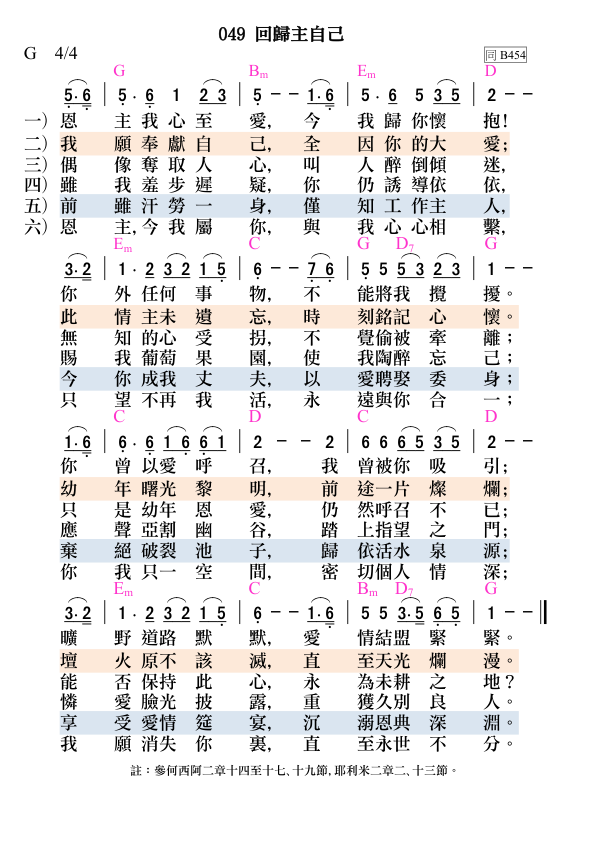 049 回歸主自己
G 4/4
同 B454
G Bm Em D
5·6 | 5· 6 1 2 3 | 5 - - 1·6 | 5· 6 5 3 5 | 2 - -
一) 恩 主 我 心 至 愛, 今 我 歸 你懷 抱!
二) 我 願 奉 獻 自 己, 全 因 你 的大 愛;
三) 偶 像 奪 取 人 心, 叫 人 醉 倒傾 迷,
四) 雖 我 羞 步 遲 疑, 你 仍 誘 導依 依,
五) 前 雖 汗 勞 一 身, 僅 知 工 作主 人,
六) 恩 主, 今 我 屬 你, 與 我 心 心相 繫,
Em C G D7 G
3·2 | 1· 2 3 2 1 5 | 6 - - 7 6 | 5 5 5 3 2 3 | 1 - -
你 外 任何 事 物, 不 能將我 攪 擾。
此 情 主未 遺 忘, 時 刻銘記 心 懷。
無 知 的心 受 拐, 不 覺偷被 牽 離;
賜 我 葡萄 果 園, 使 我陶醉 忘 己;
今 你 成我 丈 夫, 以 愛聘娶 委 身;
只 望 不再 我 活, 永 遠與你 合 一;
C D C D
1·6 | 6· 6 1 6 6 1 | 2 - - 2 | 6 6 6 5 3 5 | 2 - -
你 曾 以愛 呼 召, 我 曾被你 吸 引;
幼 年 曙光 黎 明, 前 途一片 燦 爛;
只 是 幼年 恩 愛, 仍 然呼召 不 已;
應 聲 亞割 幽 谷, 踏 上指望 之 門;
棄 絕 破裂 池 子, 歸 依活水 泉 源;
你 我 只一 空 間, 密 切個人 情 深;
Em C Bm D7 G
3·2 | 1· 2 3 2 1 5 | 6 - - 1·6 | 5 5 3·5 6 5 | 1 - -
曠 野 道路 默 默, 愛 情結盟 緊 緊。
壇 火 原不 該 滅, 直 至天光 爛 漫。
能 否 保持 此 心, 永 為未耕 之 地?
憐 愛 臉光 披 露, 重 獲久別 良 人。
享 受 愛情 筵 宴, 沉 溺恩典 深 淵。
我 願 消失 你 裏, 直 至永世 不 分。
註:參何西阿二章十四至十七、十九節, 耶利米二章二、十三節。